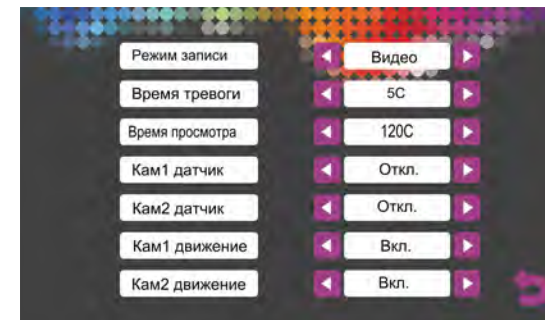 Режим записи Видео
Время тревоги 5С
Время просмотра 120С
Кам1 датчик Откл.
Кам2 датчик Откл.
Кам1 движение Вкл.
Кам2 движение Вкл.